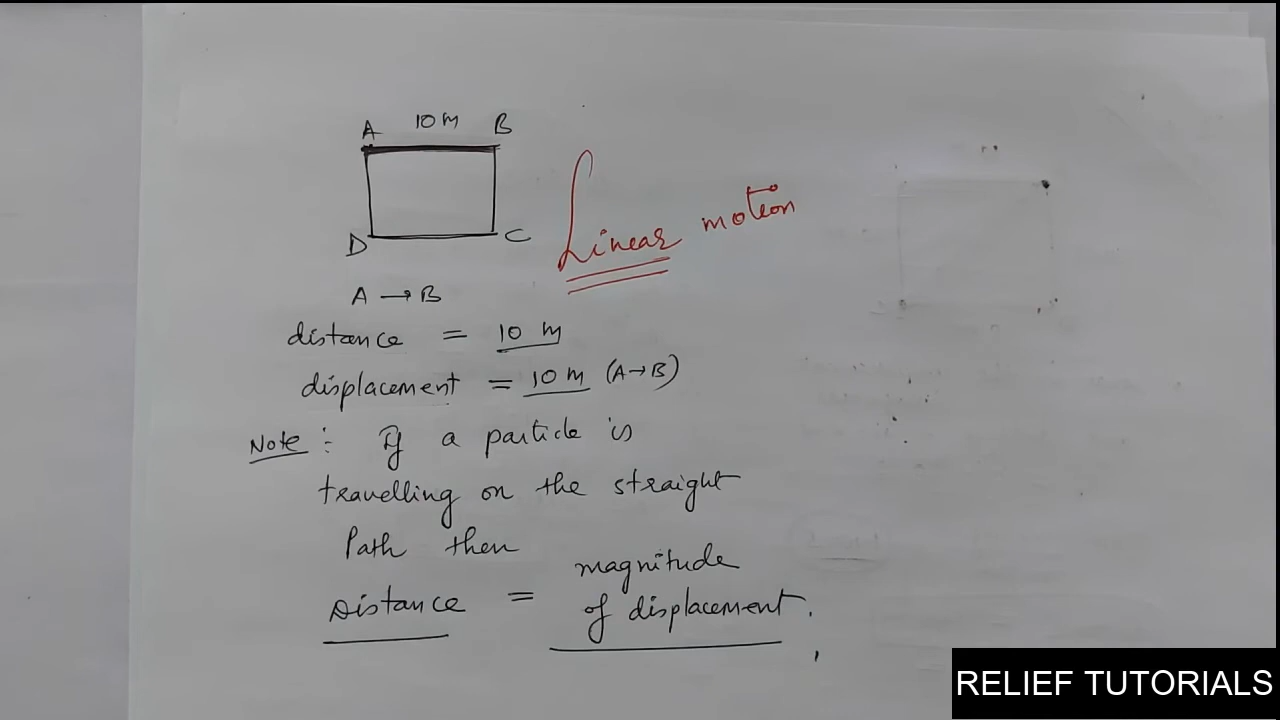 A 10 m B
D C
Linear motion
A → B
distance = 10 m
displacement = 10 m (A→B)
Note :- If a particle is
travelling on the straight
Path then
Distance = magnitude
of displacement.
RELIEF TUTORIALS